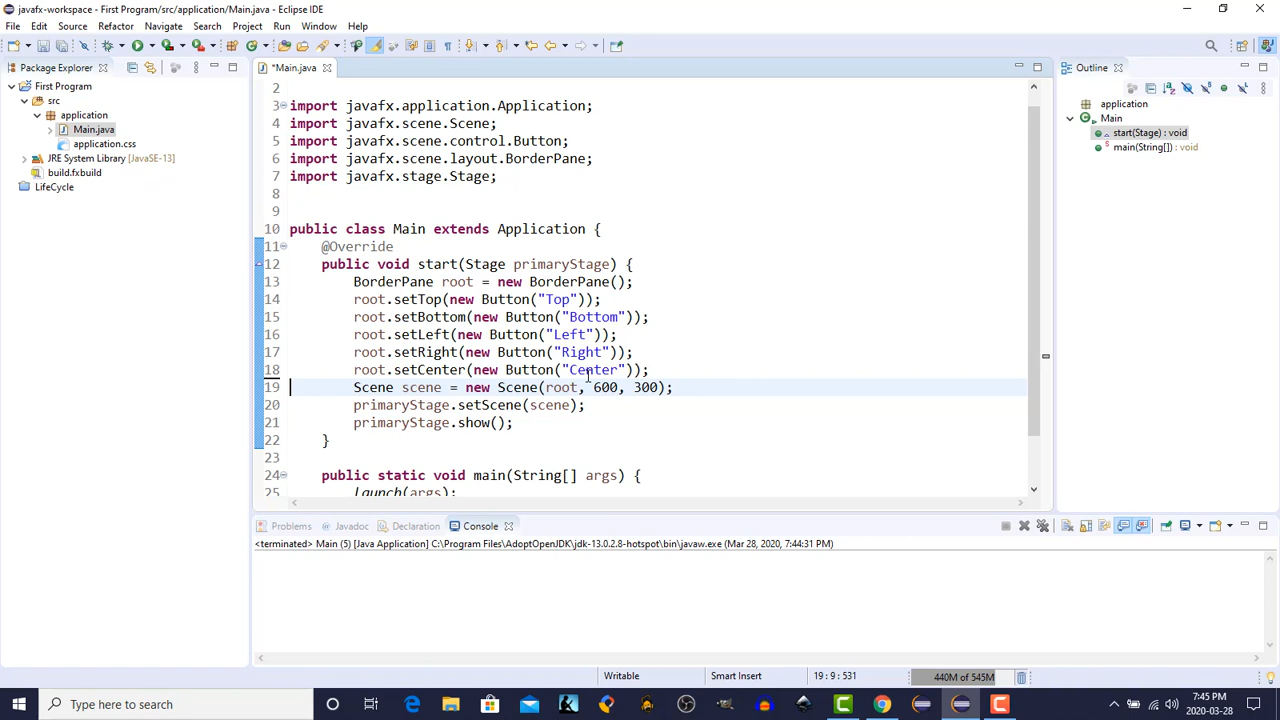 javafx-workspace - First Program/src/application/Main.java - Eclipse IDE
File Edit Source Refactor Navigate Search Project Run Window Help
Package Explorer
First Program
src
application
Main.java
application.css
JRE System Library [JavaSE-13]
build.fxbuild
LifeCycle
*Main.java
2
3 import javafx.application.Application;
4 import javafx.scene.Scene;
5 import javafx.scene.control.Button;
6 import javafx.scene.layout.BorderPane;
7 import javafx.stage.Stage;
8
9
10 public class Main extends Application {
11 @Override
12 public void start(Stage primaryStage) {
13 BorderPane root = new BorderPane();
14 root.setTop(new Button("Top"));
15 root.setBottom(new Button("Bottom"));
16 root.setLeft(new Button("Left"));
17 root.setRight(new Button("Right"));
18 root.setCenter(new Button("Center"));
19 Scene scene = new Scene(root, 600, 300);
20 primaryStage.setScene(scene);
21 primaryStage.show();
22 }
23
24 public static void main(String[] args) {
25 launch(args);
Outline
application
Main
start(Stage) : void
main(String[]) : void
Problems Javadoc Declaration Console
<terminated> Main (5) [Java Application] C:\Program Files\AdoptOpenJDK\jdk-13.0.2.8-hotspot\bin\javaw.exe (Mar 28, 2020, 7:44:31 PM)
Writable Smart Insert 19 : 9 : 531 440M of 545M
Type here to search
7:45 PM
2020-03-28